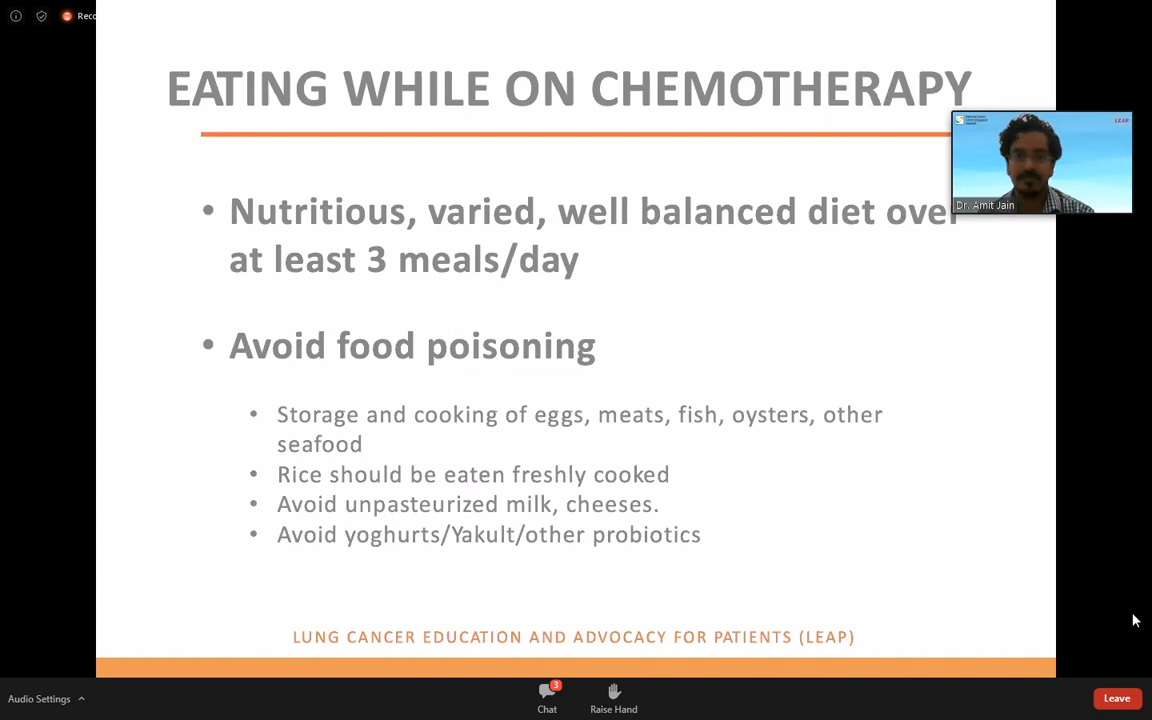 Reco
EATING WHILE ON CHEMOTHERAPY
LEAP
Dr. Amit Jain
• Nutritious, varied, well balanced diet over
at least 3 meals/day
• Avoid food poisoning
• Storage and cooking of eggs, meats, fish, oysters, other
seafood
• Rice should be eaten freshly cooked
• Avoid unpasteurized milk, cheeses.
• Avoid yoghurts/Yakult/other probiotics
LUNG CANCER EDUCATION AND ADVOCACY FOR PATIENTS (LEAP)
Audio Settings
3
Chat
Raise Hand
Leave